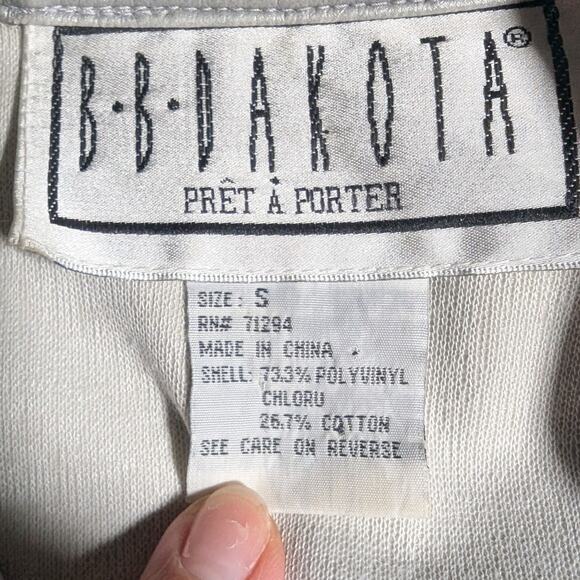 B·B·DAKOTA®
PRÊT À PORTER
SIZE: S
RN# 71294
MADE IN CHINA
SHELL: 73.3% POLYVINYL
CHLORU
26.7% COTTON
SEE CARE ON REVERSE